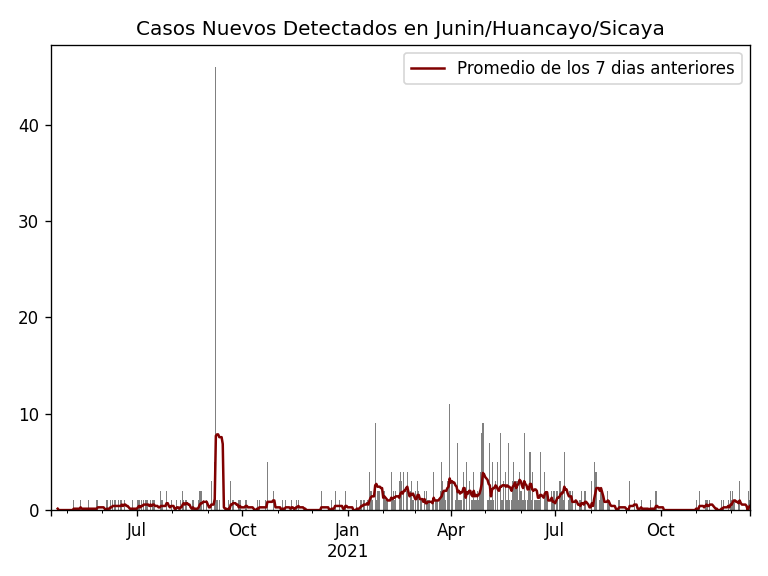 Casos Nuevos Detectados en Junin/Huancayo/Sicaya
Promedio de los 7 dias anteriores
40
30
20
10
0
Jul Oct Jan Apr Jul Oct
2021